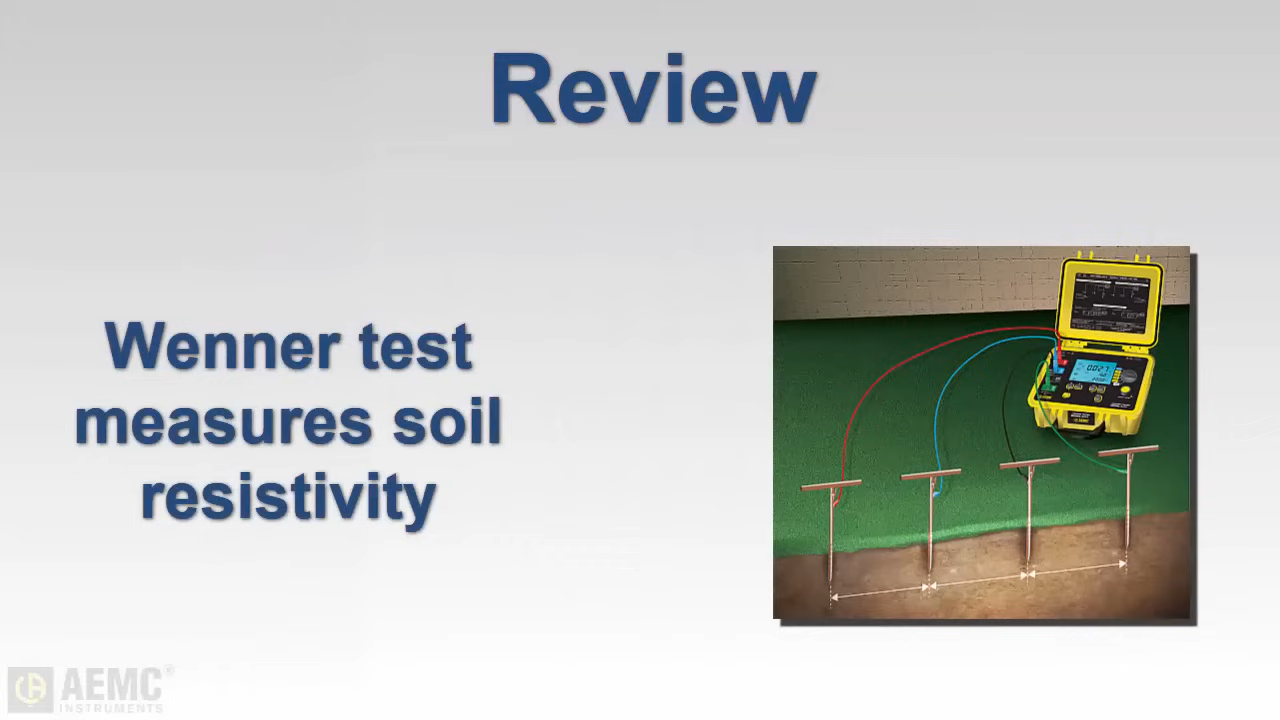 Review
Wenner test
measures soil
resistivity
AEMC®
INSTRUMENTS